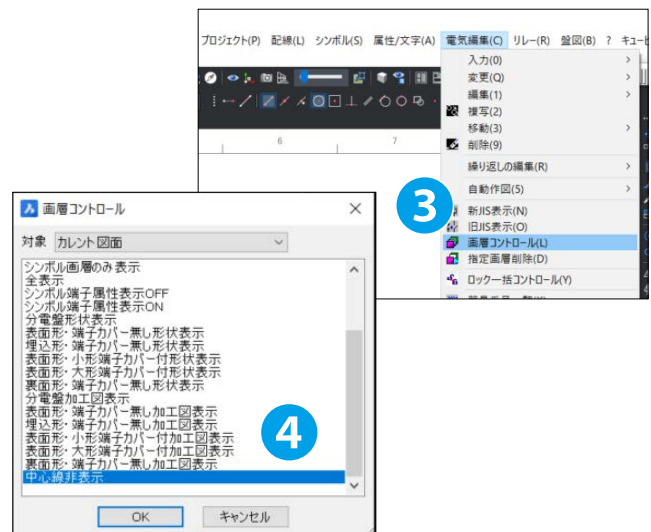 プロジェクト(P) 配線(L) シンボル(S) 属性/文字(A) 電気編集(C) リレー(R) 盤図(B) ?
入力(0)
変更(Q)
編集(1)
複写(2)
移動(3)
削除(9)
6 7
繰り返しの編集(R)
自動作図(5)
3
新JIS表示(N)
旧JIS表示(O)
画層コントロール(L)
指定画層削除(D)
ロック一括コントロール(Y)
画層コントロール
対象 カレント図面
シンボル画層のみ表示
全表示
シンボル端子属性表示OFF
シンボル端子属性表示ON
分電盤形状表示
表面形・端子カバー無し形状表示
埋込形・端子カバー無し形状表示
表面形・小形端子カバー付形状表示
表面形・大形端子カバー付形状表示
裏面形・端子カバー無し形状表示
分電盤加工図表示
表面形・端子カバー無し加工図表示
埋込形・端子カバー無し加工図表示
表面形・小形端子カバー付加工図表示
表面形・大形端子カバー付加工図表示
裏面形・端子カバー無し加工図表示
中心線非表示
4
OK キャンセル